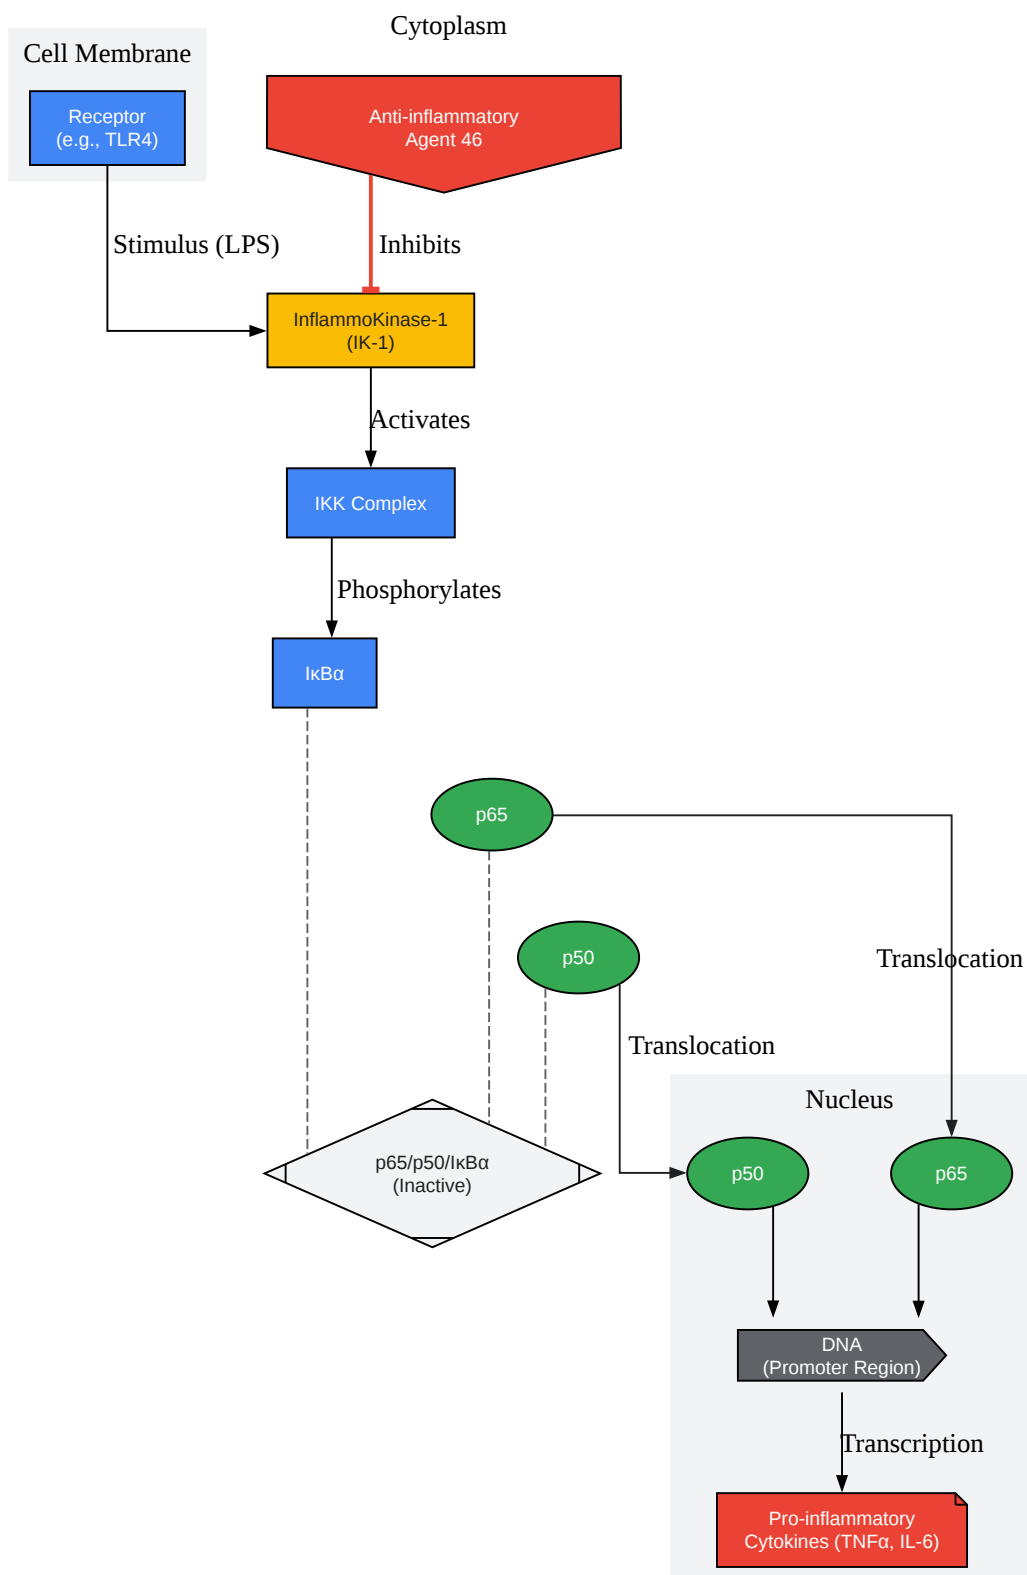 Cytoplasm
Cell Membrane
Receptor
(e.g., TLR4)
Anti-inflammatory
Agent 46
Stimulus (LPS)
Inhibits
InflammoKinase-1
(IK-1)
Activates
IKK Complex
Phosphorylates
IκBα
p65
p50
Translocation
Translocation
Nucleus
p65/p50/IκBα
(Inactive)
p50
p65
DNA
(Promoter Region)
Transcription
Pro-inflammatory
Cytokines (TNFα, IL-6)